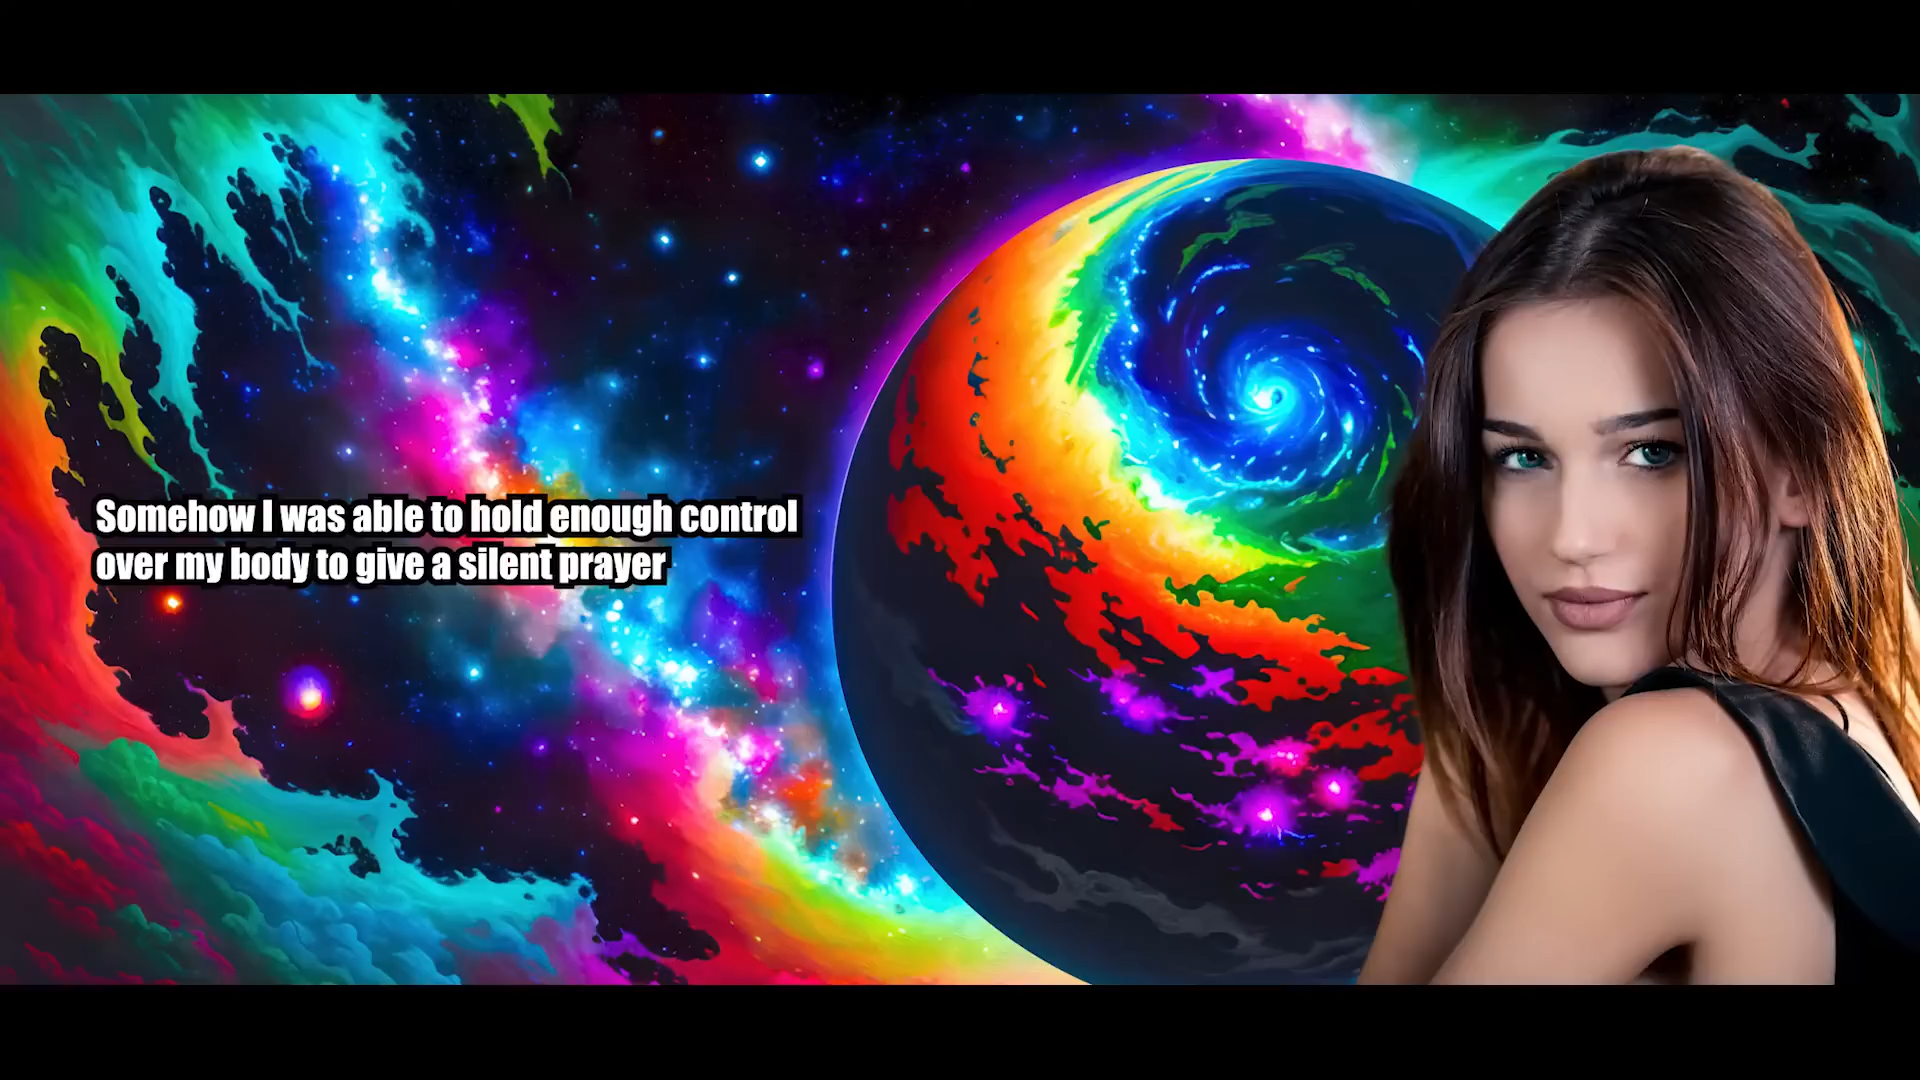 Somehow I was able to hold enough control
over my body to give a silent prayer